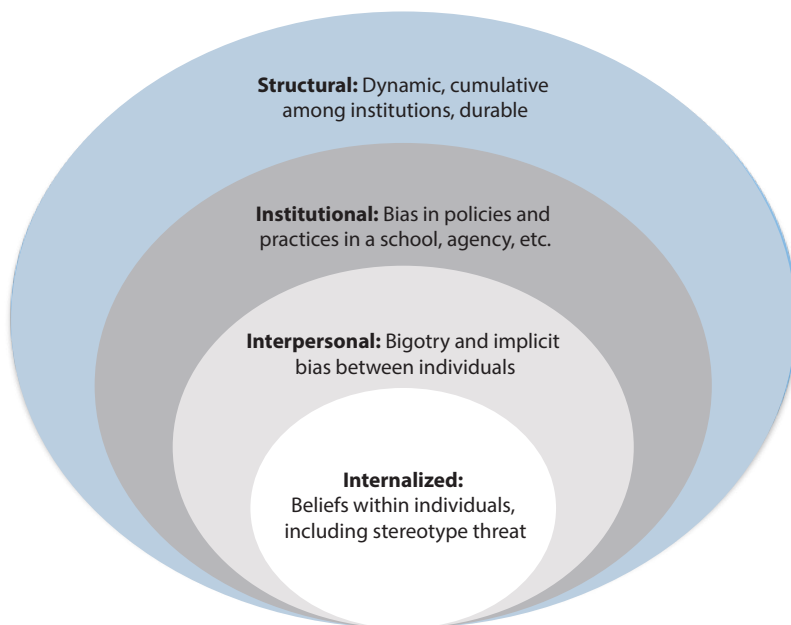 Structural: Dynamic, cumulative
among institutions, durable
Institutional: Bias in policies and
practices in a school, agency, etc.
Interpersonal: Bigotry and implicit
bias between individuals
Internalized:
Beliefs within individuals,
including stereotype threat